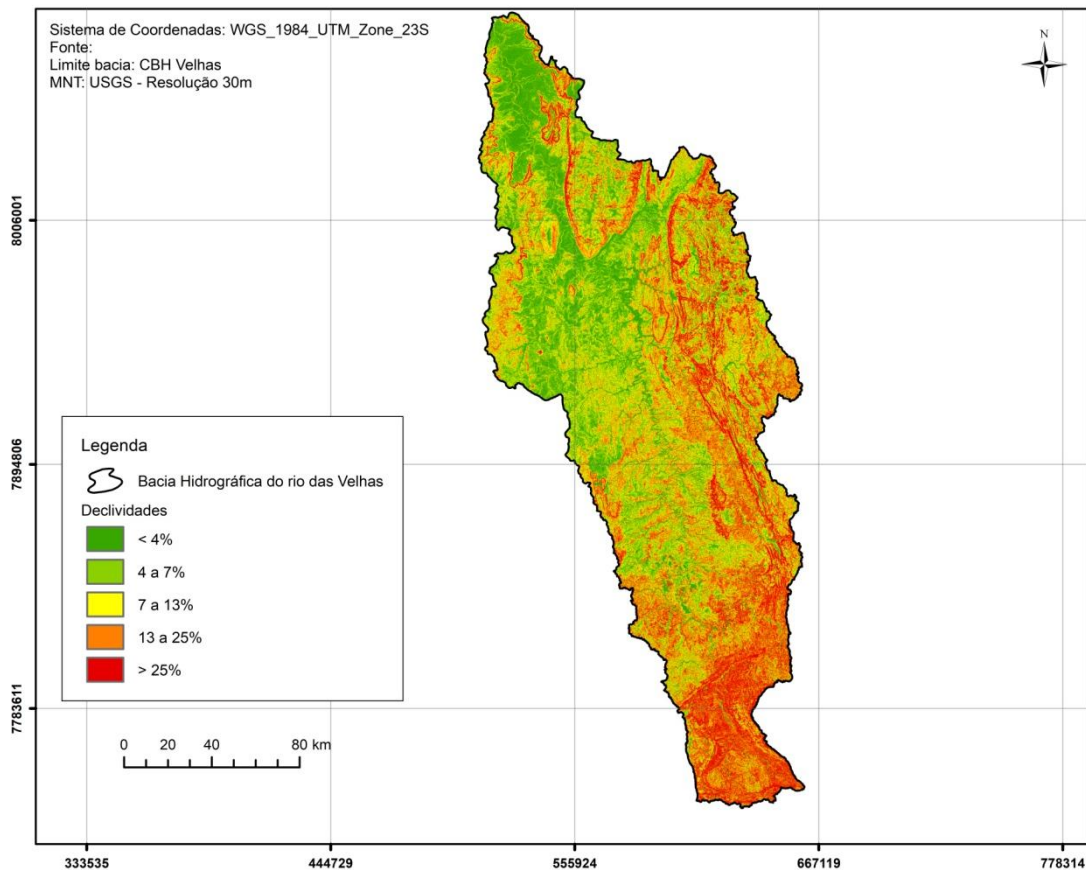 Sistema de Coordenadas: WGS_1984_UTM_Zone_23S
Fonte:
Limite bacia: CBH Velhas
MNT: USGS - Resolução 30m
N
8006001
7894806
7783611
Legenda
Bacia Hidrográfica do rio das Velhas
Declividades
< 4%
4 a 7%
7 a 13%
13 a 25%
> 25%
0 20 40 80 km
333535 444729 555924 667119 778314